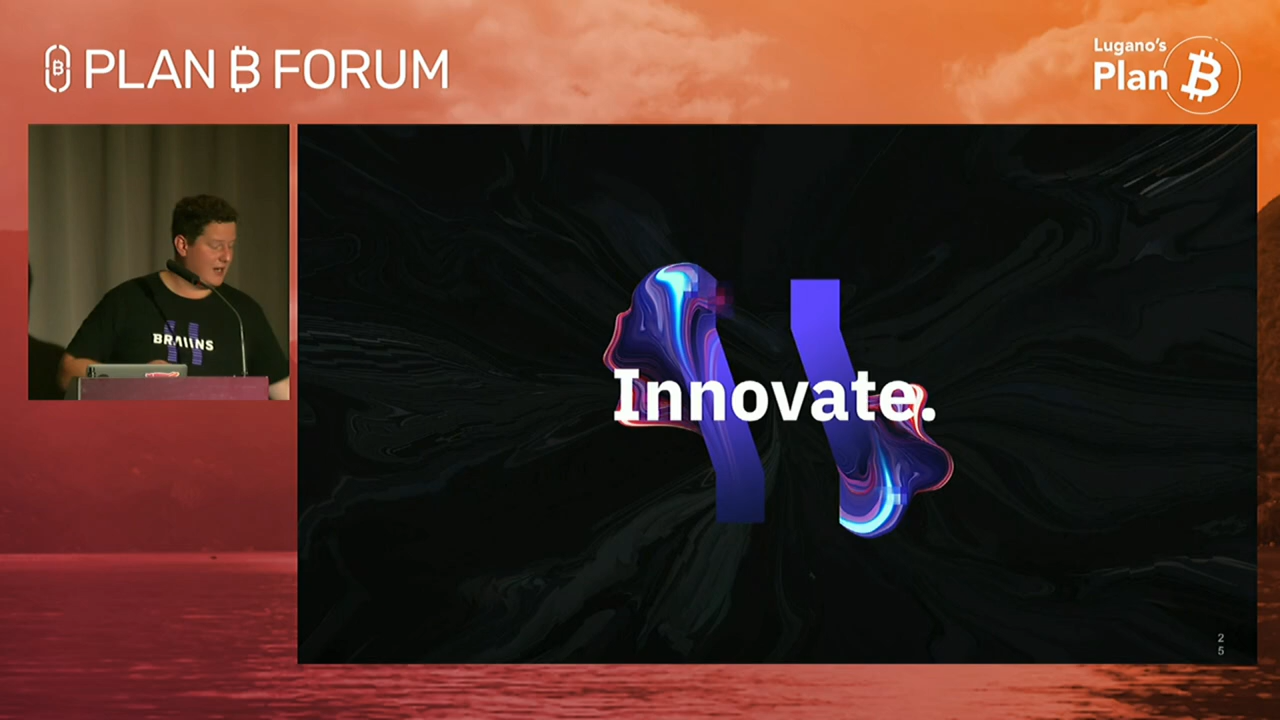 PLAN B FORUM
Lugano's
Plan B
BRAIINS
Innovate.
2
5